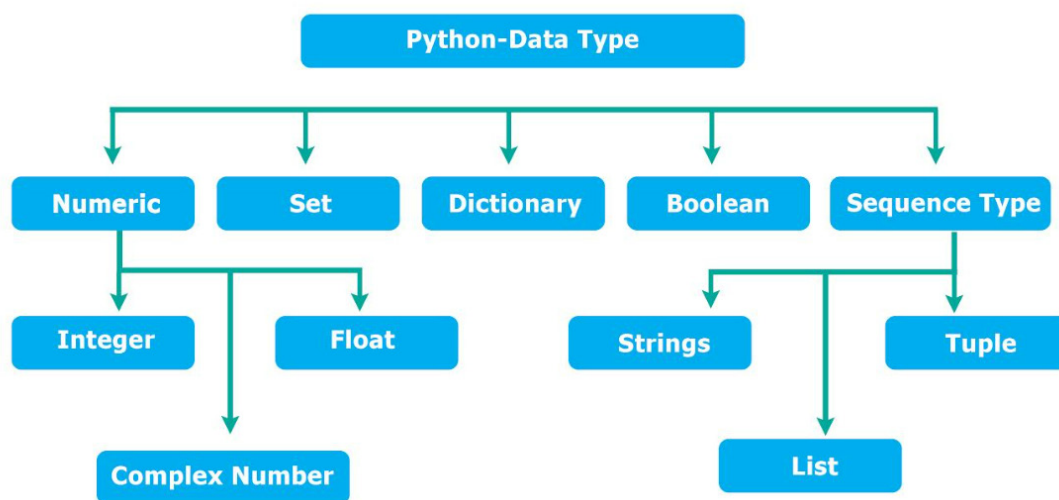 Python-Data Type
Numeric
Set
Dictionary
Boolean
Sequence Type
Integer
Float
Strings
Tuple
Complex Number
List